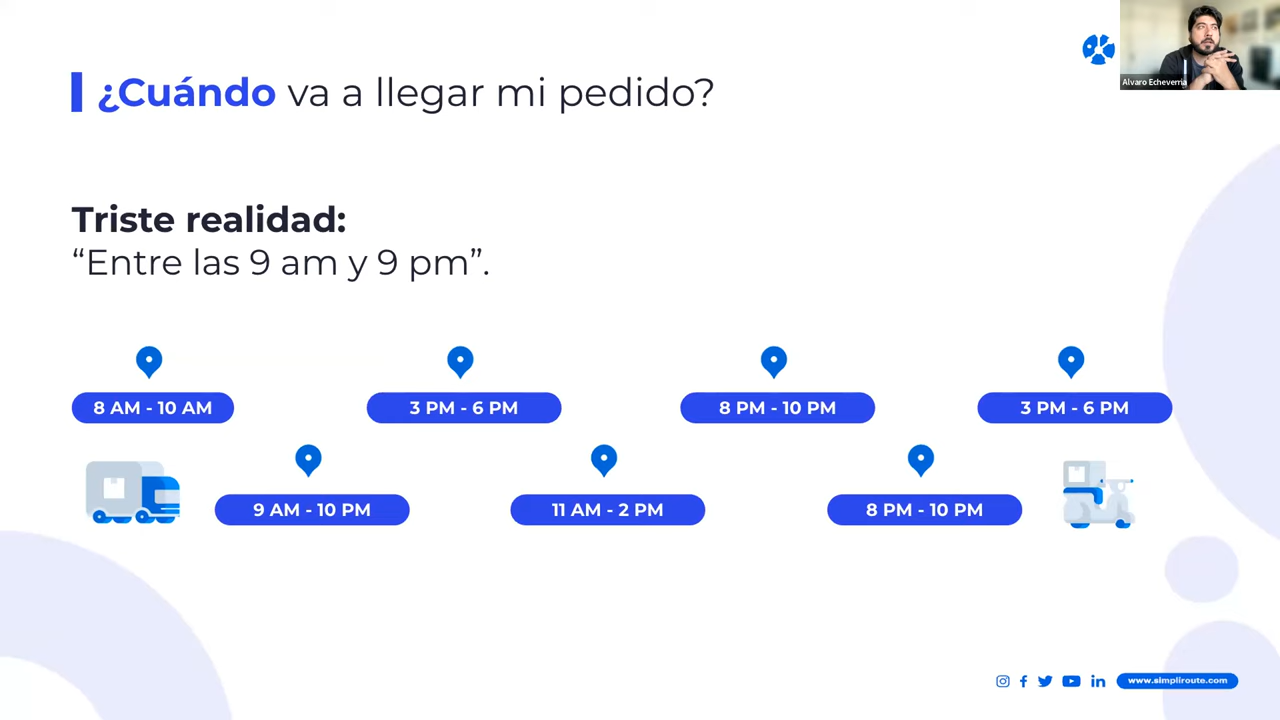 Alvaro Echeverria
¿Cuándo va a llegar mi pedido?
Triste realidad:
“Entre las 9 am y 9 pm”.
8 AM - 10 AM
3 PM - 6 PM
8 PM - 10 PM
3 PM - 6 PM
9 AM - 10 PM
11 AM - 2 PM
8 PM - 10 PM
www.simpliroute.com